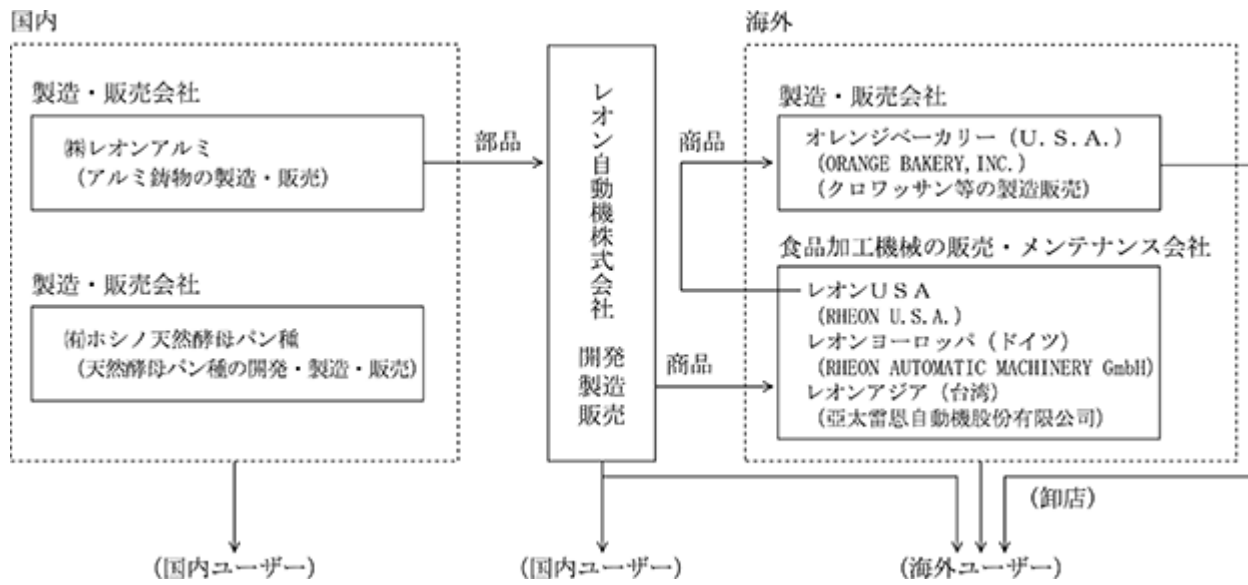 国内
製造・販売会社
㈱レオンアルミ
(アルミ鋳物の製造・販売)
製造・販売会社
㈲ホシノ天然酵母パン種
(天然酵母パン種の開発・製造・販売)
部品
レオン自動機株式会社
開発
製造
販売
商品
商品
海外
製造・販売会社
オレンジベーカリー(U.S.A.)
(ORANGE BAKERY,INC.)
(クロワッサン等の製造販売)
食品加工機械の販売・メンテナンス会社
レオンＵＳＡ
(RHEON U.S.A.)
レオンヨーロッパ(ドイツ)
(RHEON AUTOMATIC MACHINERY GmbH)
レオンアジア(台湾)
(亞太雷恩自動機股份有限公司)
(卸店)
(国内ユーザー)
(国内ユーザー)
(海外ユーザー)